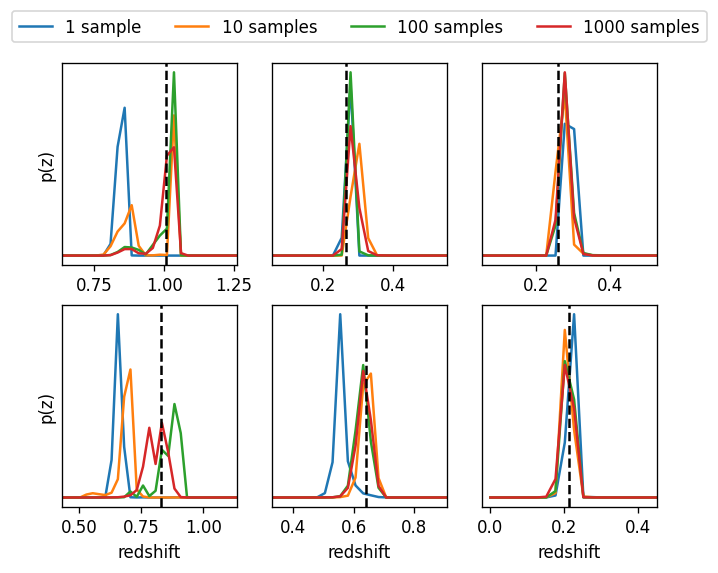 1 sample 10 samples 100 samples 1000 samples
p(z)
0.75 1.00 1.25 0.2 0.4 0.2 0.4
p(z)
0.50 0.75 1.00 0.4 0.6 0.8 0.0 0.2 0.4
redshift redshift redshift